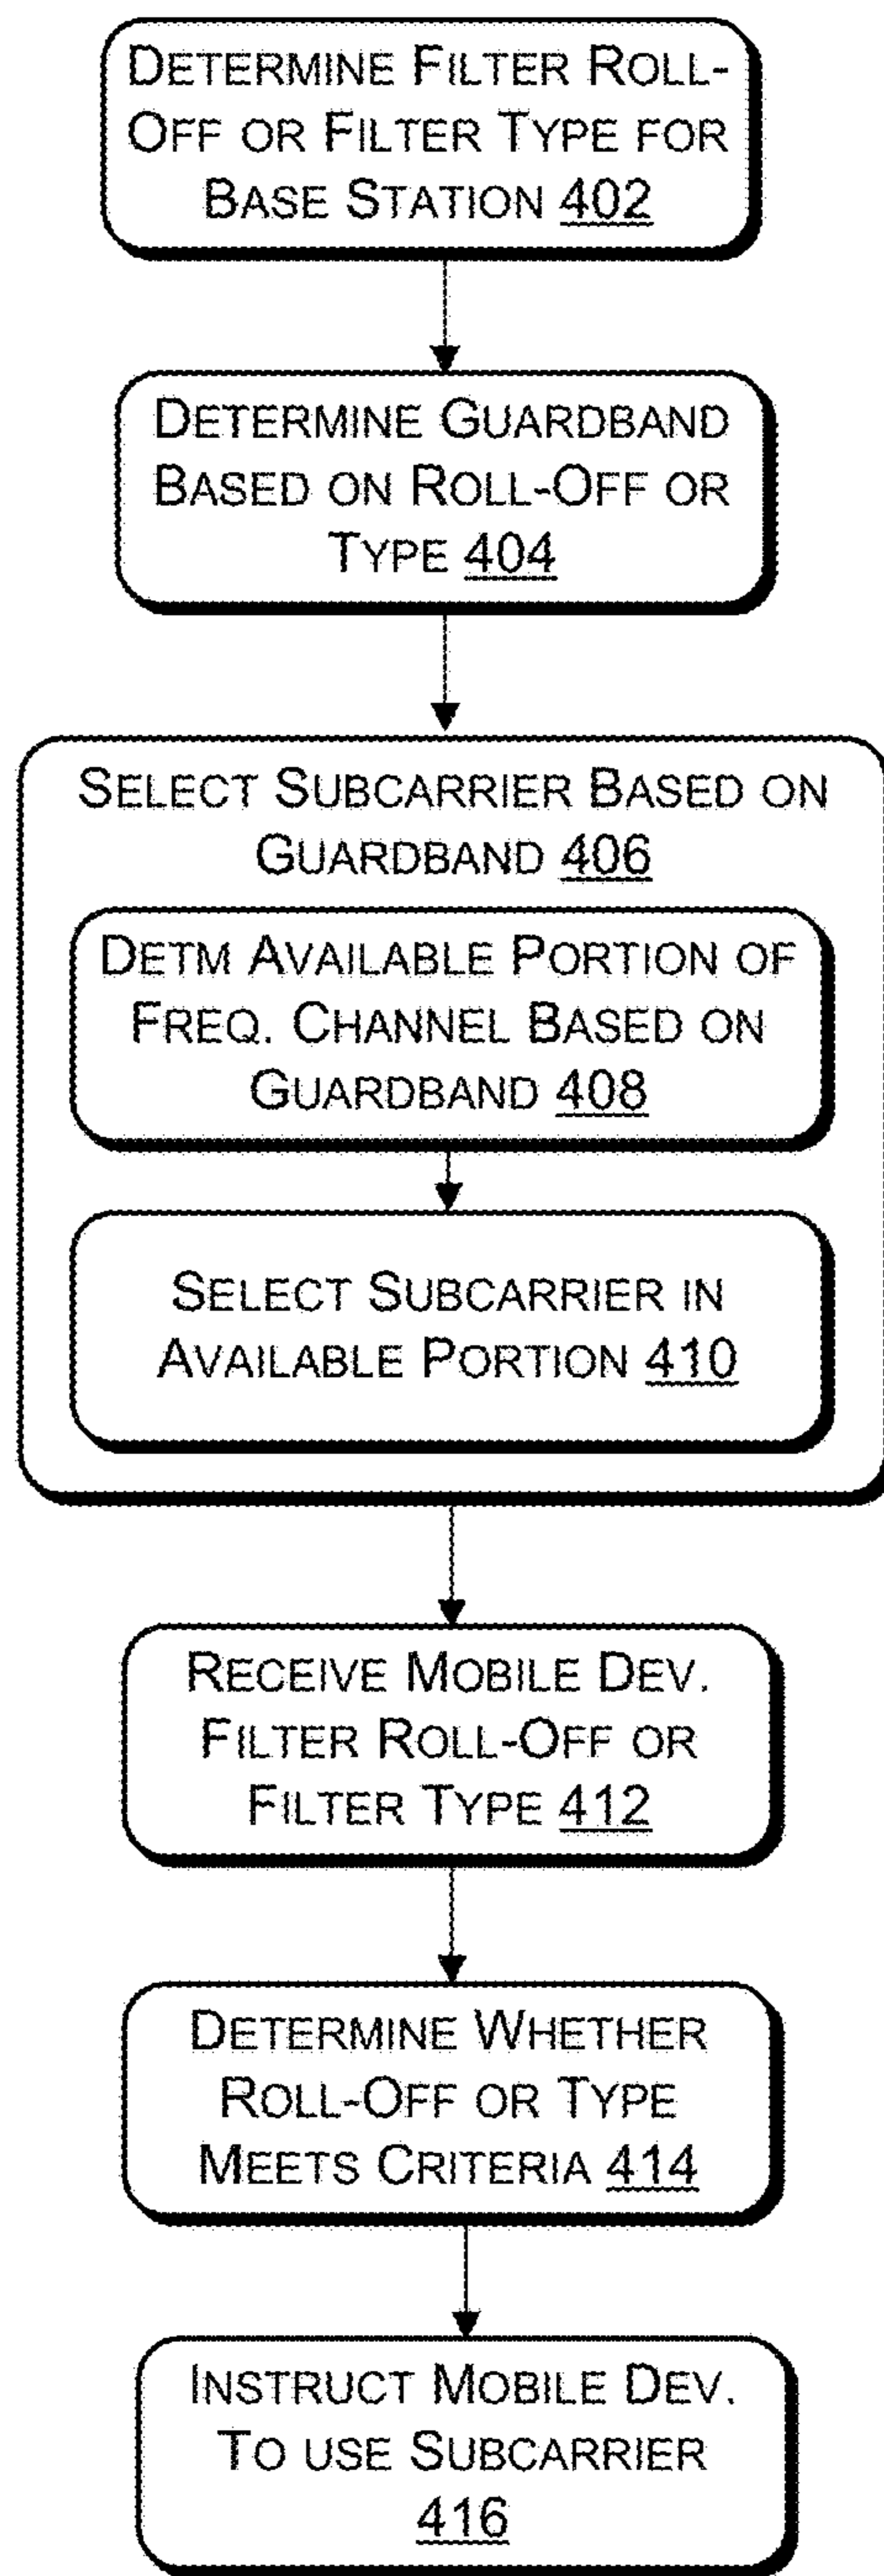 DETERMINE FILTER ROLL-
OFF OR FILTER TYPE FOR
BASE STATION 402
DETERMINE GUARDBAND
BASED ON ROLL-OFF OR
TYPE 404
SELECT SUBCARRIER BASED ON
GUARDBAND 406
DETM AVAILABLE PORTION OF
FREQ. CHANNEL BASED ON
GUARDBAND 408
SELECT SUBCARRIER IN
AVAILABLE PORTION 410
RECEIVE MOBILE DEV.
FILTER ROLL-OFF OR
FILTER TYPE 412
DETERMINE WHETHER
ROLL-OFF OR TYPE
MEETS CRITERIA 414
INSTRUCT MOBILE DEV.
TO USE SUBCARRIER
416